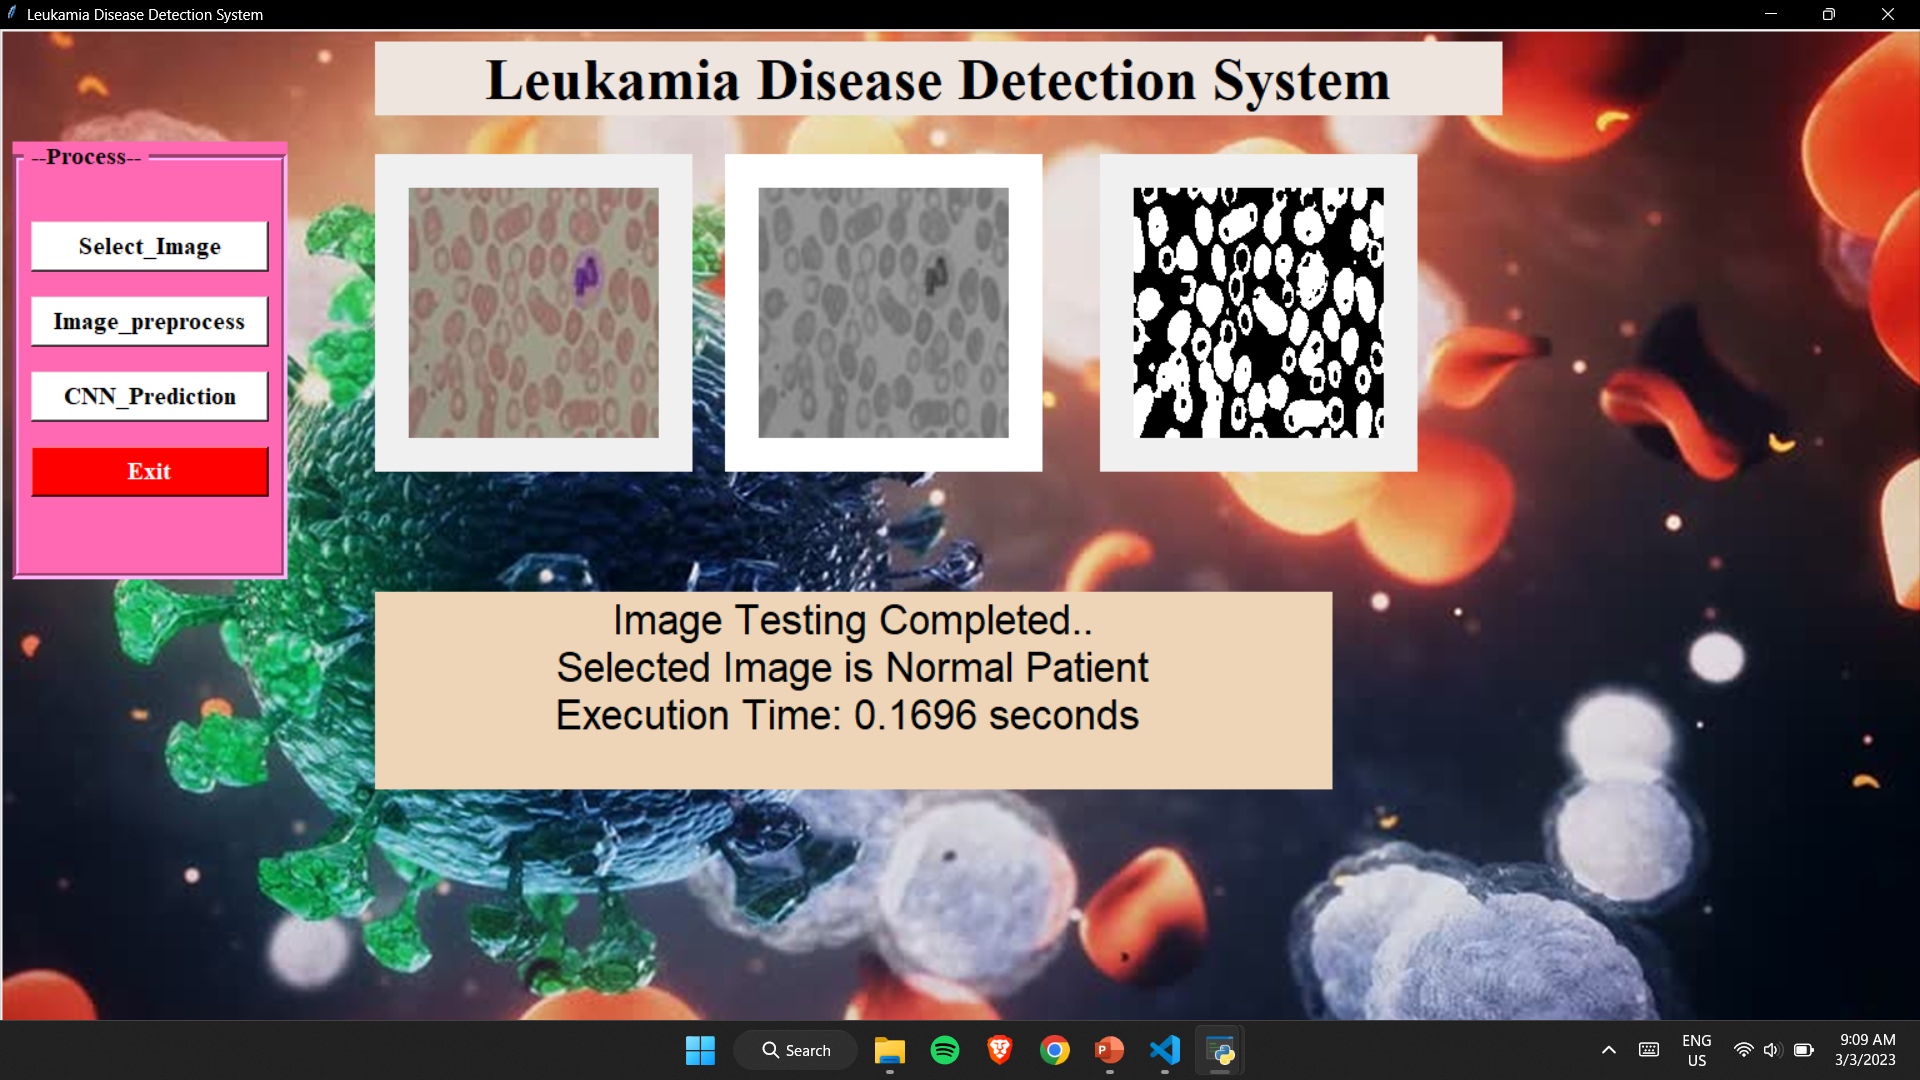 Leukamia Disease Detection System
Leukamia Disease Detection System
--Process--
Select_Image
Image_preprocess
CNN_Prediction
Exit
Image Testing Completed..
Selected Image is Normal Patient
Execution Time: 0.1696 seconds
Search
ENG
US
9:09 AM
3/3/2023